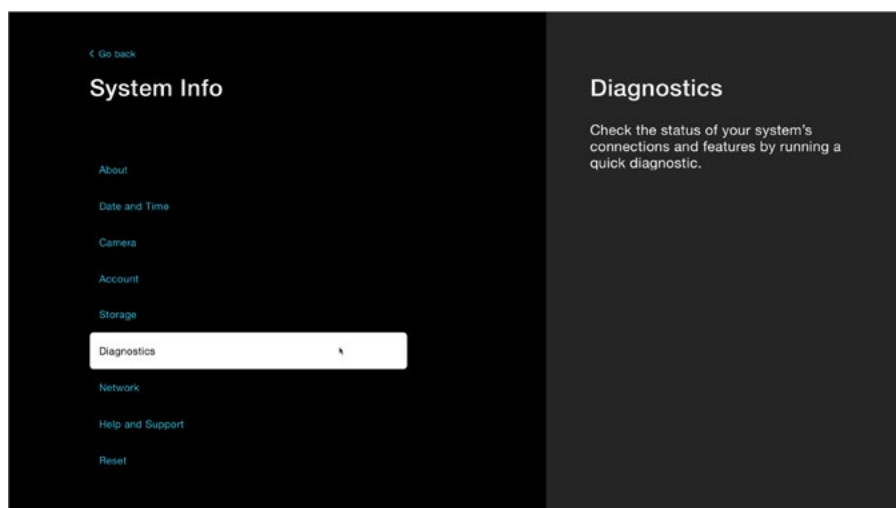 < Go back
System Info
About
Date and Time
Camera
Account
Storage
Diagnostics
Network
Help and Support
Reset
Diagnostics
Check the status of your system's
connections and features by running a
quick diagnostic.